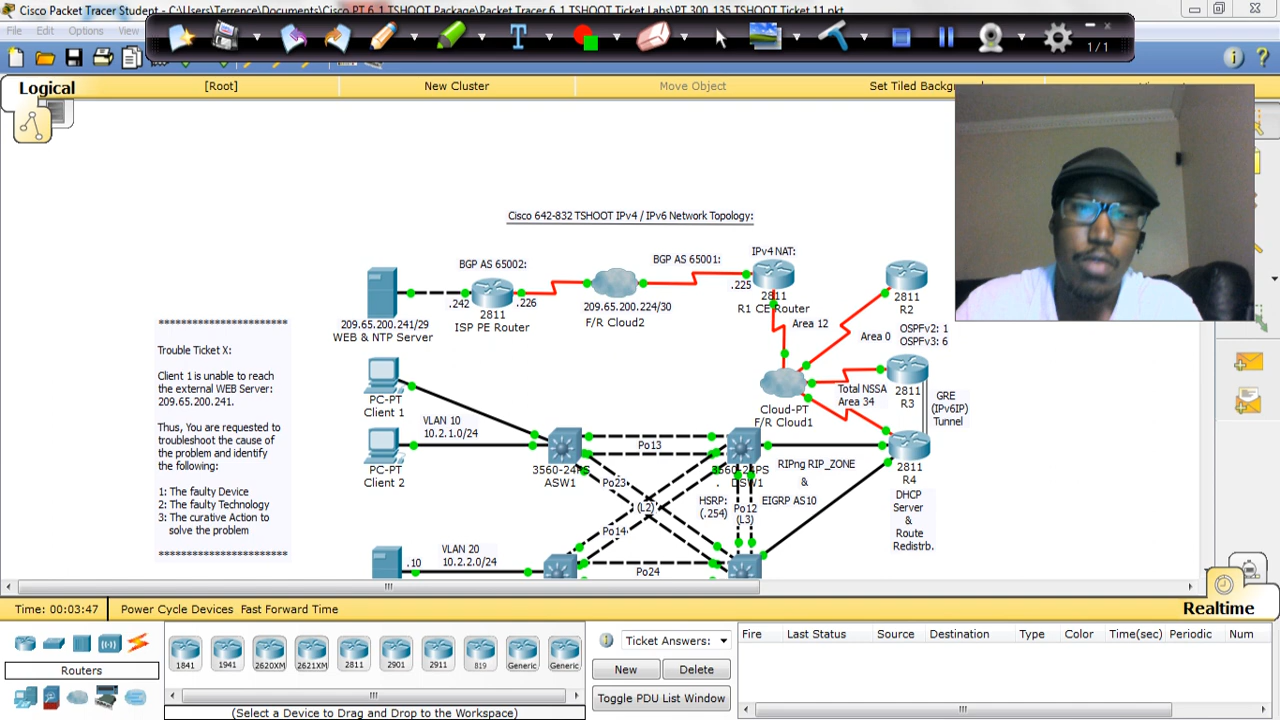 Cisco Packet Tracer Student - C:\Users\Terrence\Documents\Cisco PT 6.1 TSHOOT Package\Packet Tracer 6.1 TSHOOT Ticket Labs\PT 300_135 TSHOOT Ticket 11.pkt
File Edit Options View
1/1
Logical
[Root]
New Cluster
Move Object
Set Tiled Backg
Cisco 642-832 TSHOOT IPv4 / IPv6 Network Topology:
IPv4 NAT:
BGP AS 65002:
BGP AS 65001:
.242
.226
.225
2811
ISP PE Router
209.65.200.224/30
F/R Cloud2
2811
R1 CE Router
2811
R2
209.65.200.241/29
WEB & NTP Server
Area 12
Area 0
OSPFv2: 1
OSPFv3: 6
**********************
Trouble Ticket X:
Client 1 is unable to reach
the external WEB Server:
209.65.200.241.
Thus, You are requested to
troubleshoot the cause of
the problem and identify
the following:
1: The faulty Device
2: The faulty Technology
3: The curative Action to
solve the problem
**********************
PC-PT
Client 1
VLAN 10
10.2.1.0/24
PC-PT
Client 2
Cloud-PT
F/R Cloud1
Total NSSA
Area 34
2811
R3
GRE
(IPv6IP)
Tunnel
Po13
3560-24PS
ASW1
3560-24PS
DSW1
RIPng RIP_ZONE
&
EIGRP AS10
2811
R4
DHCP
Server
&
Route
Redistrb.
Po23
(L2)
HSRP:
(.254)
Po12
(L3)
Po14
VLAN 20
10.2.2.0/24
.10
Po24
Time: 00:03:47
Power Cycle Devices Fast Forward Time
Realtime
Routers
1841
1941
2620XM
2621XM
2811
2901
2911
819
Generic
Generic
(Select a Device to Drag and Drop to the Workspace)
Ticket Answers:
New
Delete
Toggle PDU List Window
Fire Last Status Source Destination Type Color Time(sec) Periodic Num